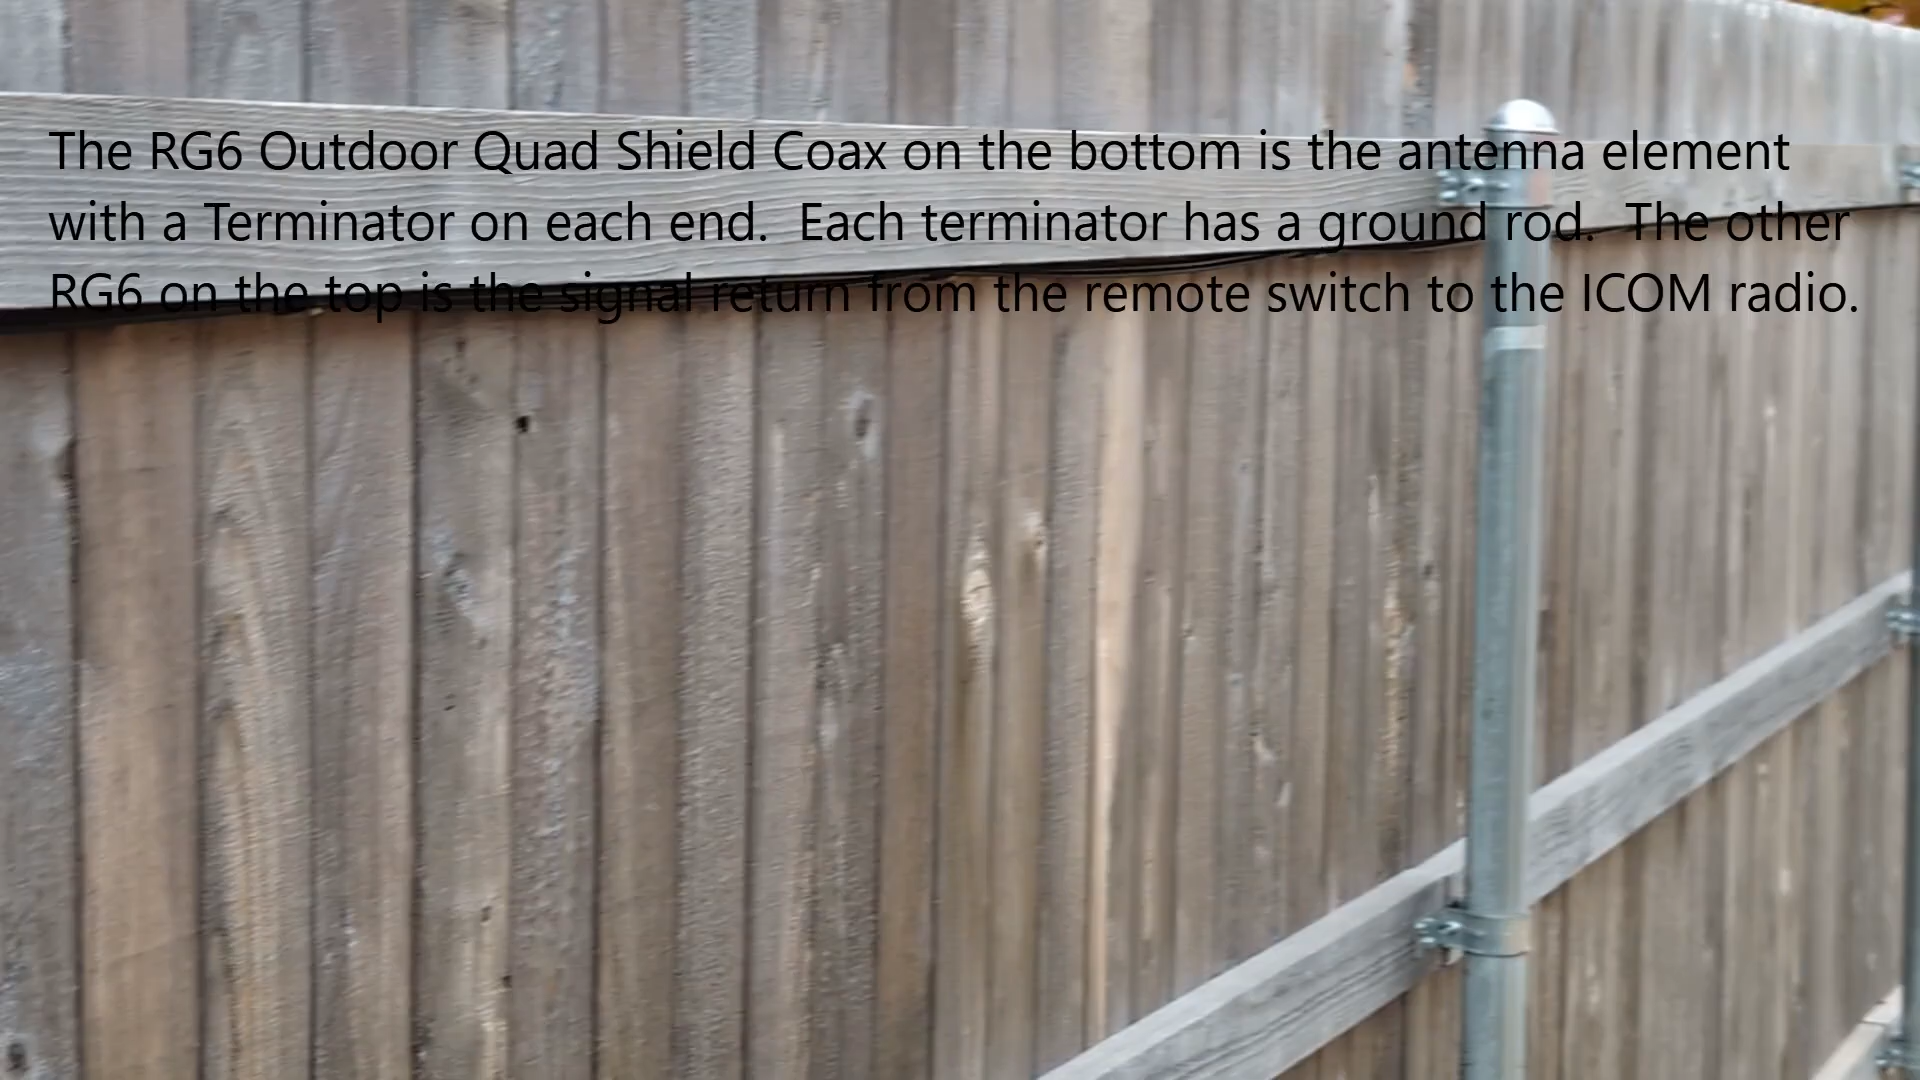 The RG6 Outdoor Quad Shield Coax on the bottom is the antenna element
with a Terminator on each end.  Each terminator has a ground rod.  The other
RG6 on the top is the signal return from the remote switch to the ICOM radio.